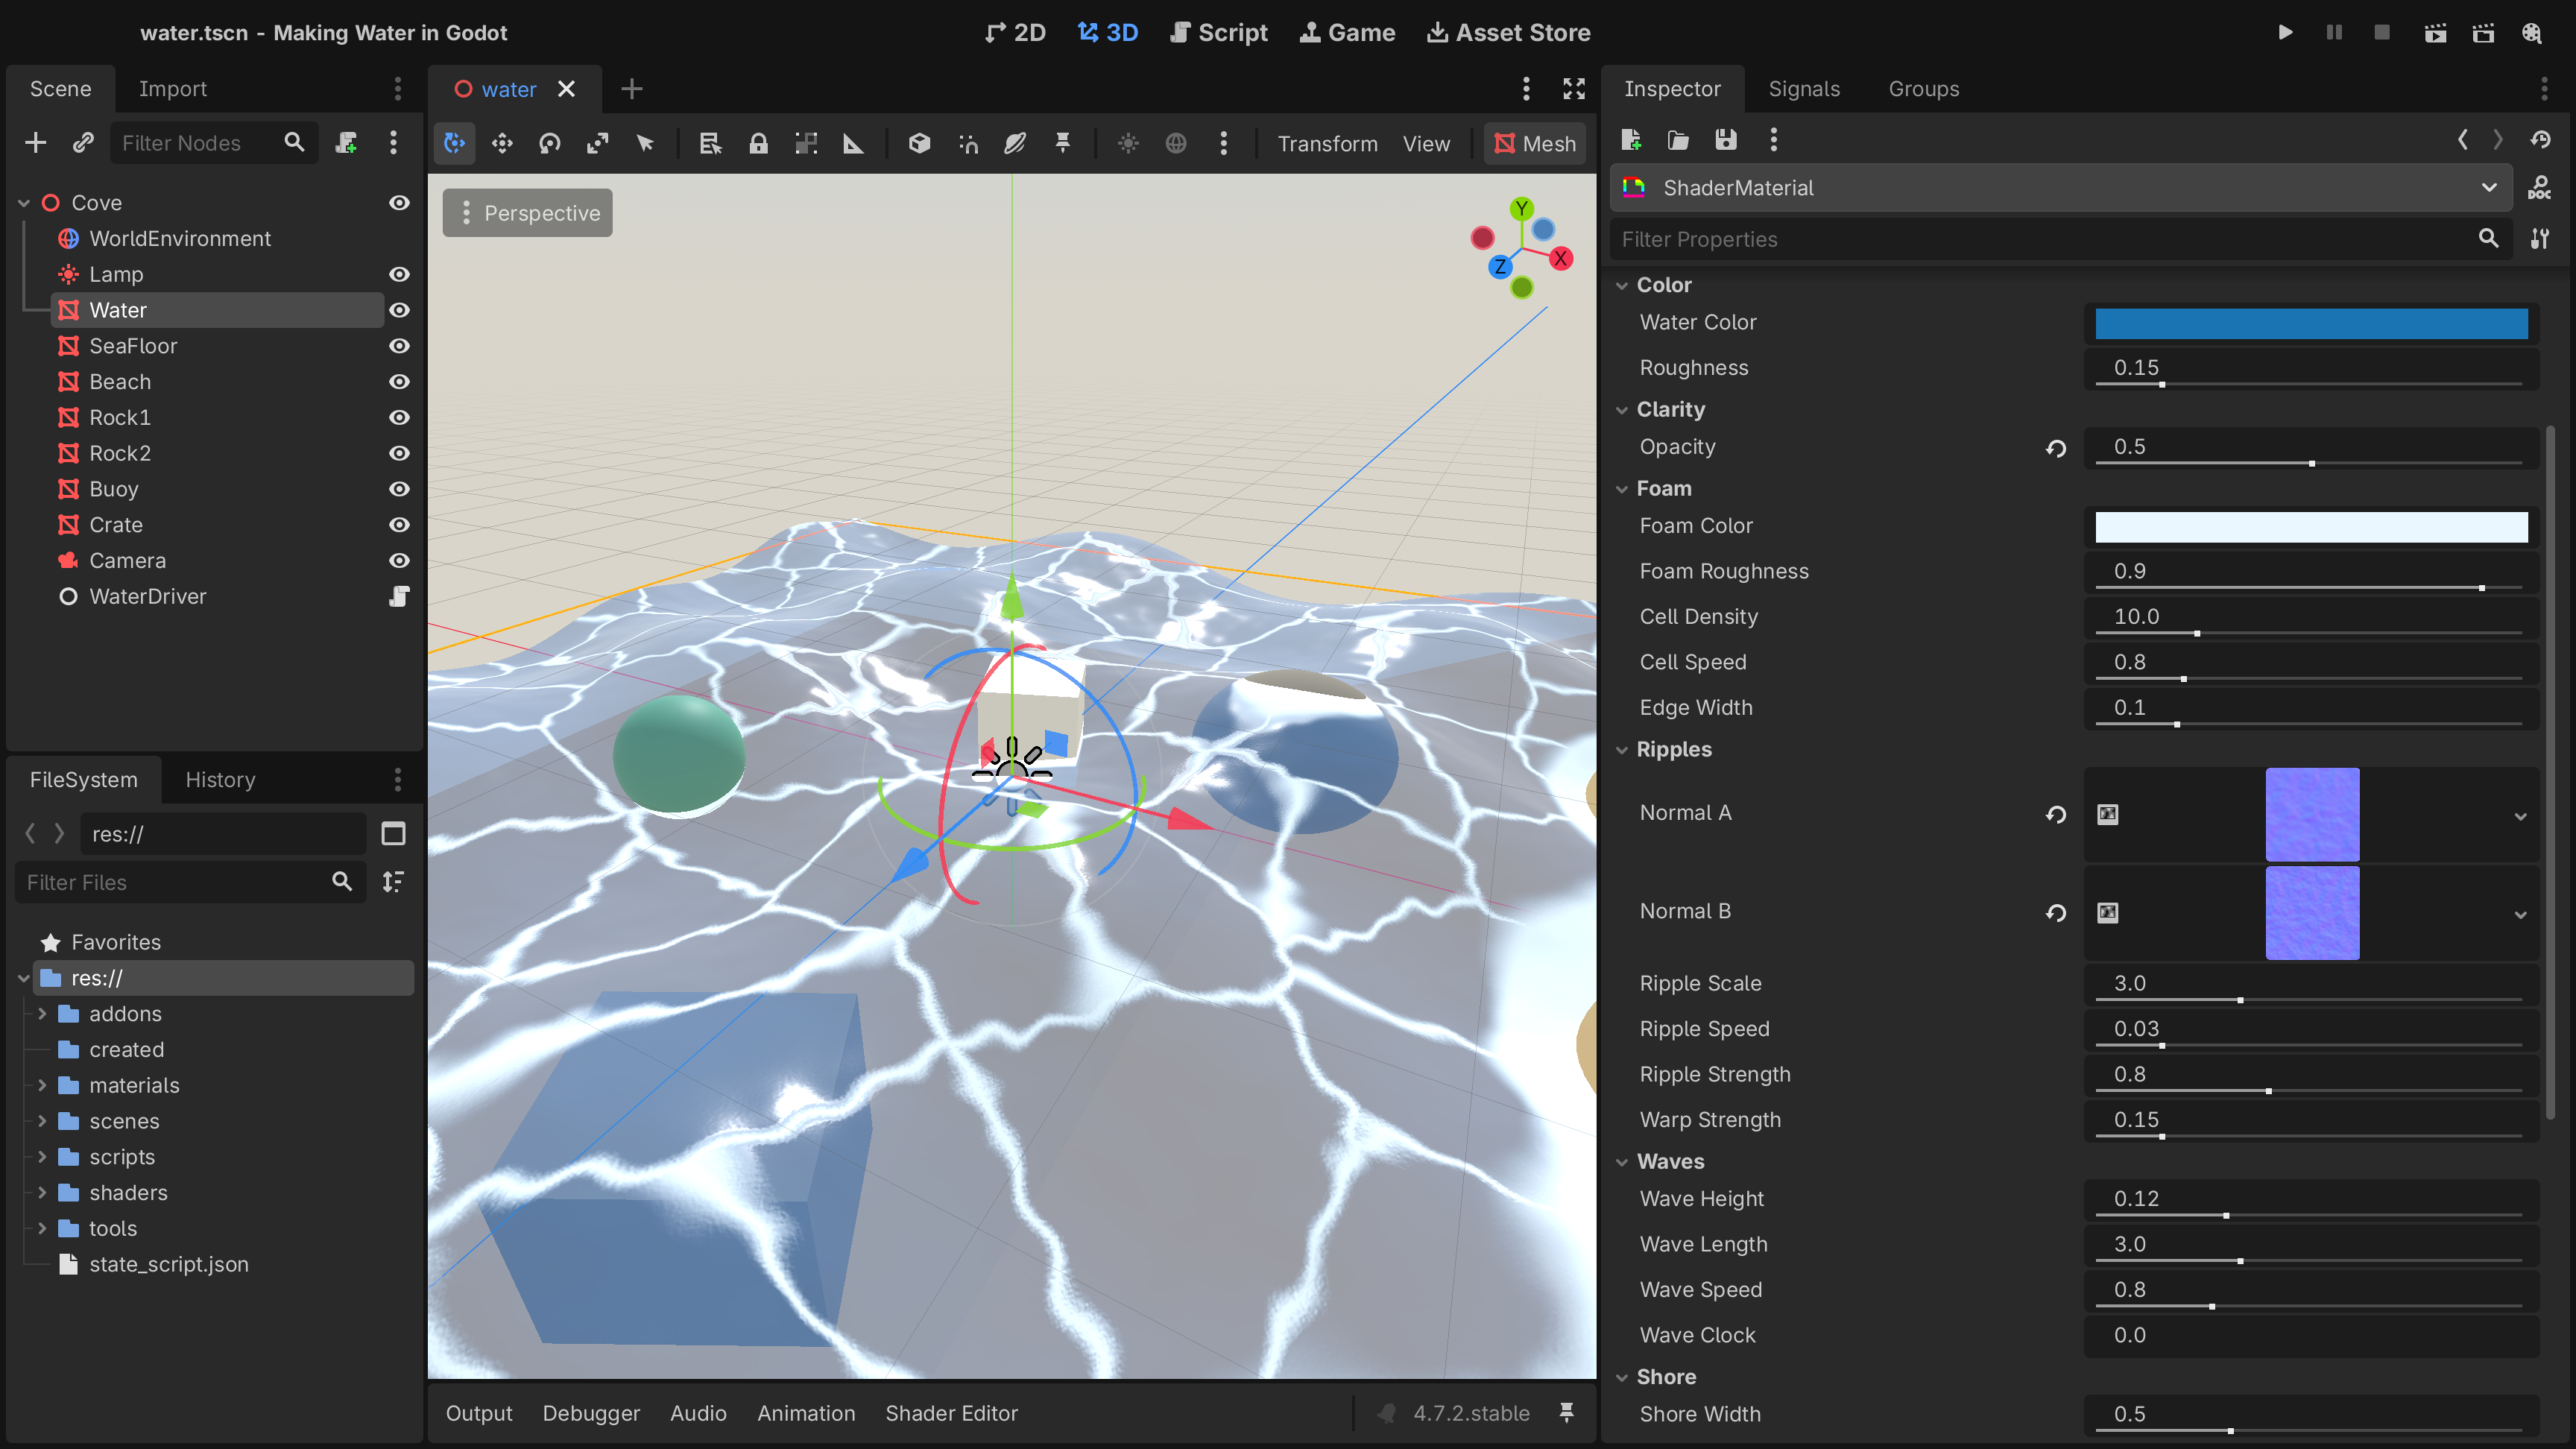 water.tscn - Making Water in Godot
2D 3D Script Game Asset Store
Scene Import
Filter Nodes
Cove
WorldEnvironment
Lamp
Water
SeaFloor
Beach
Rock1
Rock2
Buoy
Crate
Camera
WaterDriver
FileSystem History
res://
Filter Files
Favorites
res://
addons
created
materials
scenes
scripts
shaders
tools
state_script.json
water
Transform View Mesh
Perspective
Y
X
Z
Output Debugger Audio Animation Shader Editor 4.7.2.stable
Inspector Signals Groups
ShaderMaterial
DOC
Filter Properties
Color
Water Color
Roughness 0.15
Clarity
Opacity 0.5
Foam
Foam Color
Foam Roughness 0.9
Cell Density 10.0
Cell Speed 0.8
Edge Width 0.1
Ripples
Normal A
Normal B
Ripple Scale 3.0
Ripple Speed 0.03
Ripple Strength 0.8
Warp Strength 0.15
Waves
Wave Height 0.12
Wave Length 3.0
Wave Speed 0.8
Wave Clock 0.0
Shore
Shore Width 0.5